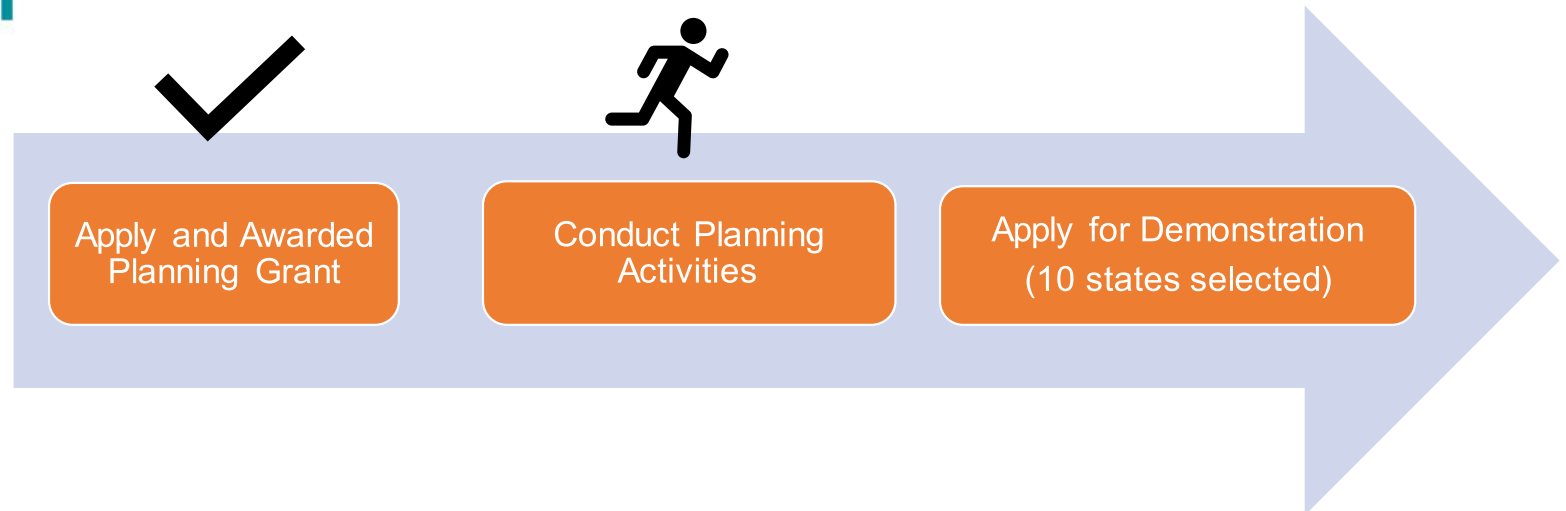 Apply and Awarded
Planning Grant
Conduct Planning
Activities
Apply for Demonstration
(10 states selected)